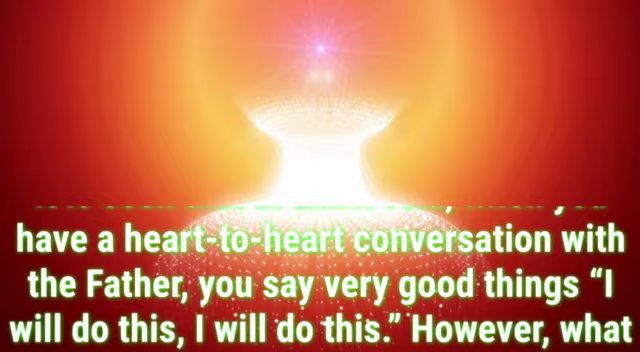 have a heart-to-heart conversation with
the Father, you say very good things “I
will do this, I will do this.” However, what